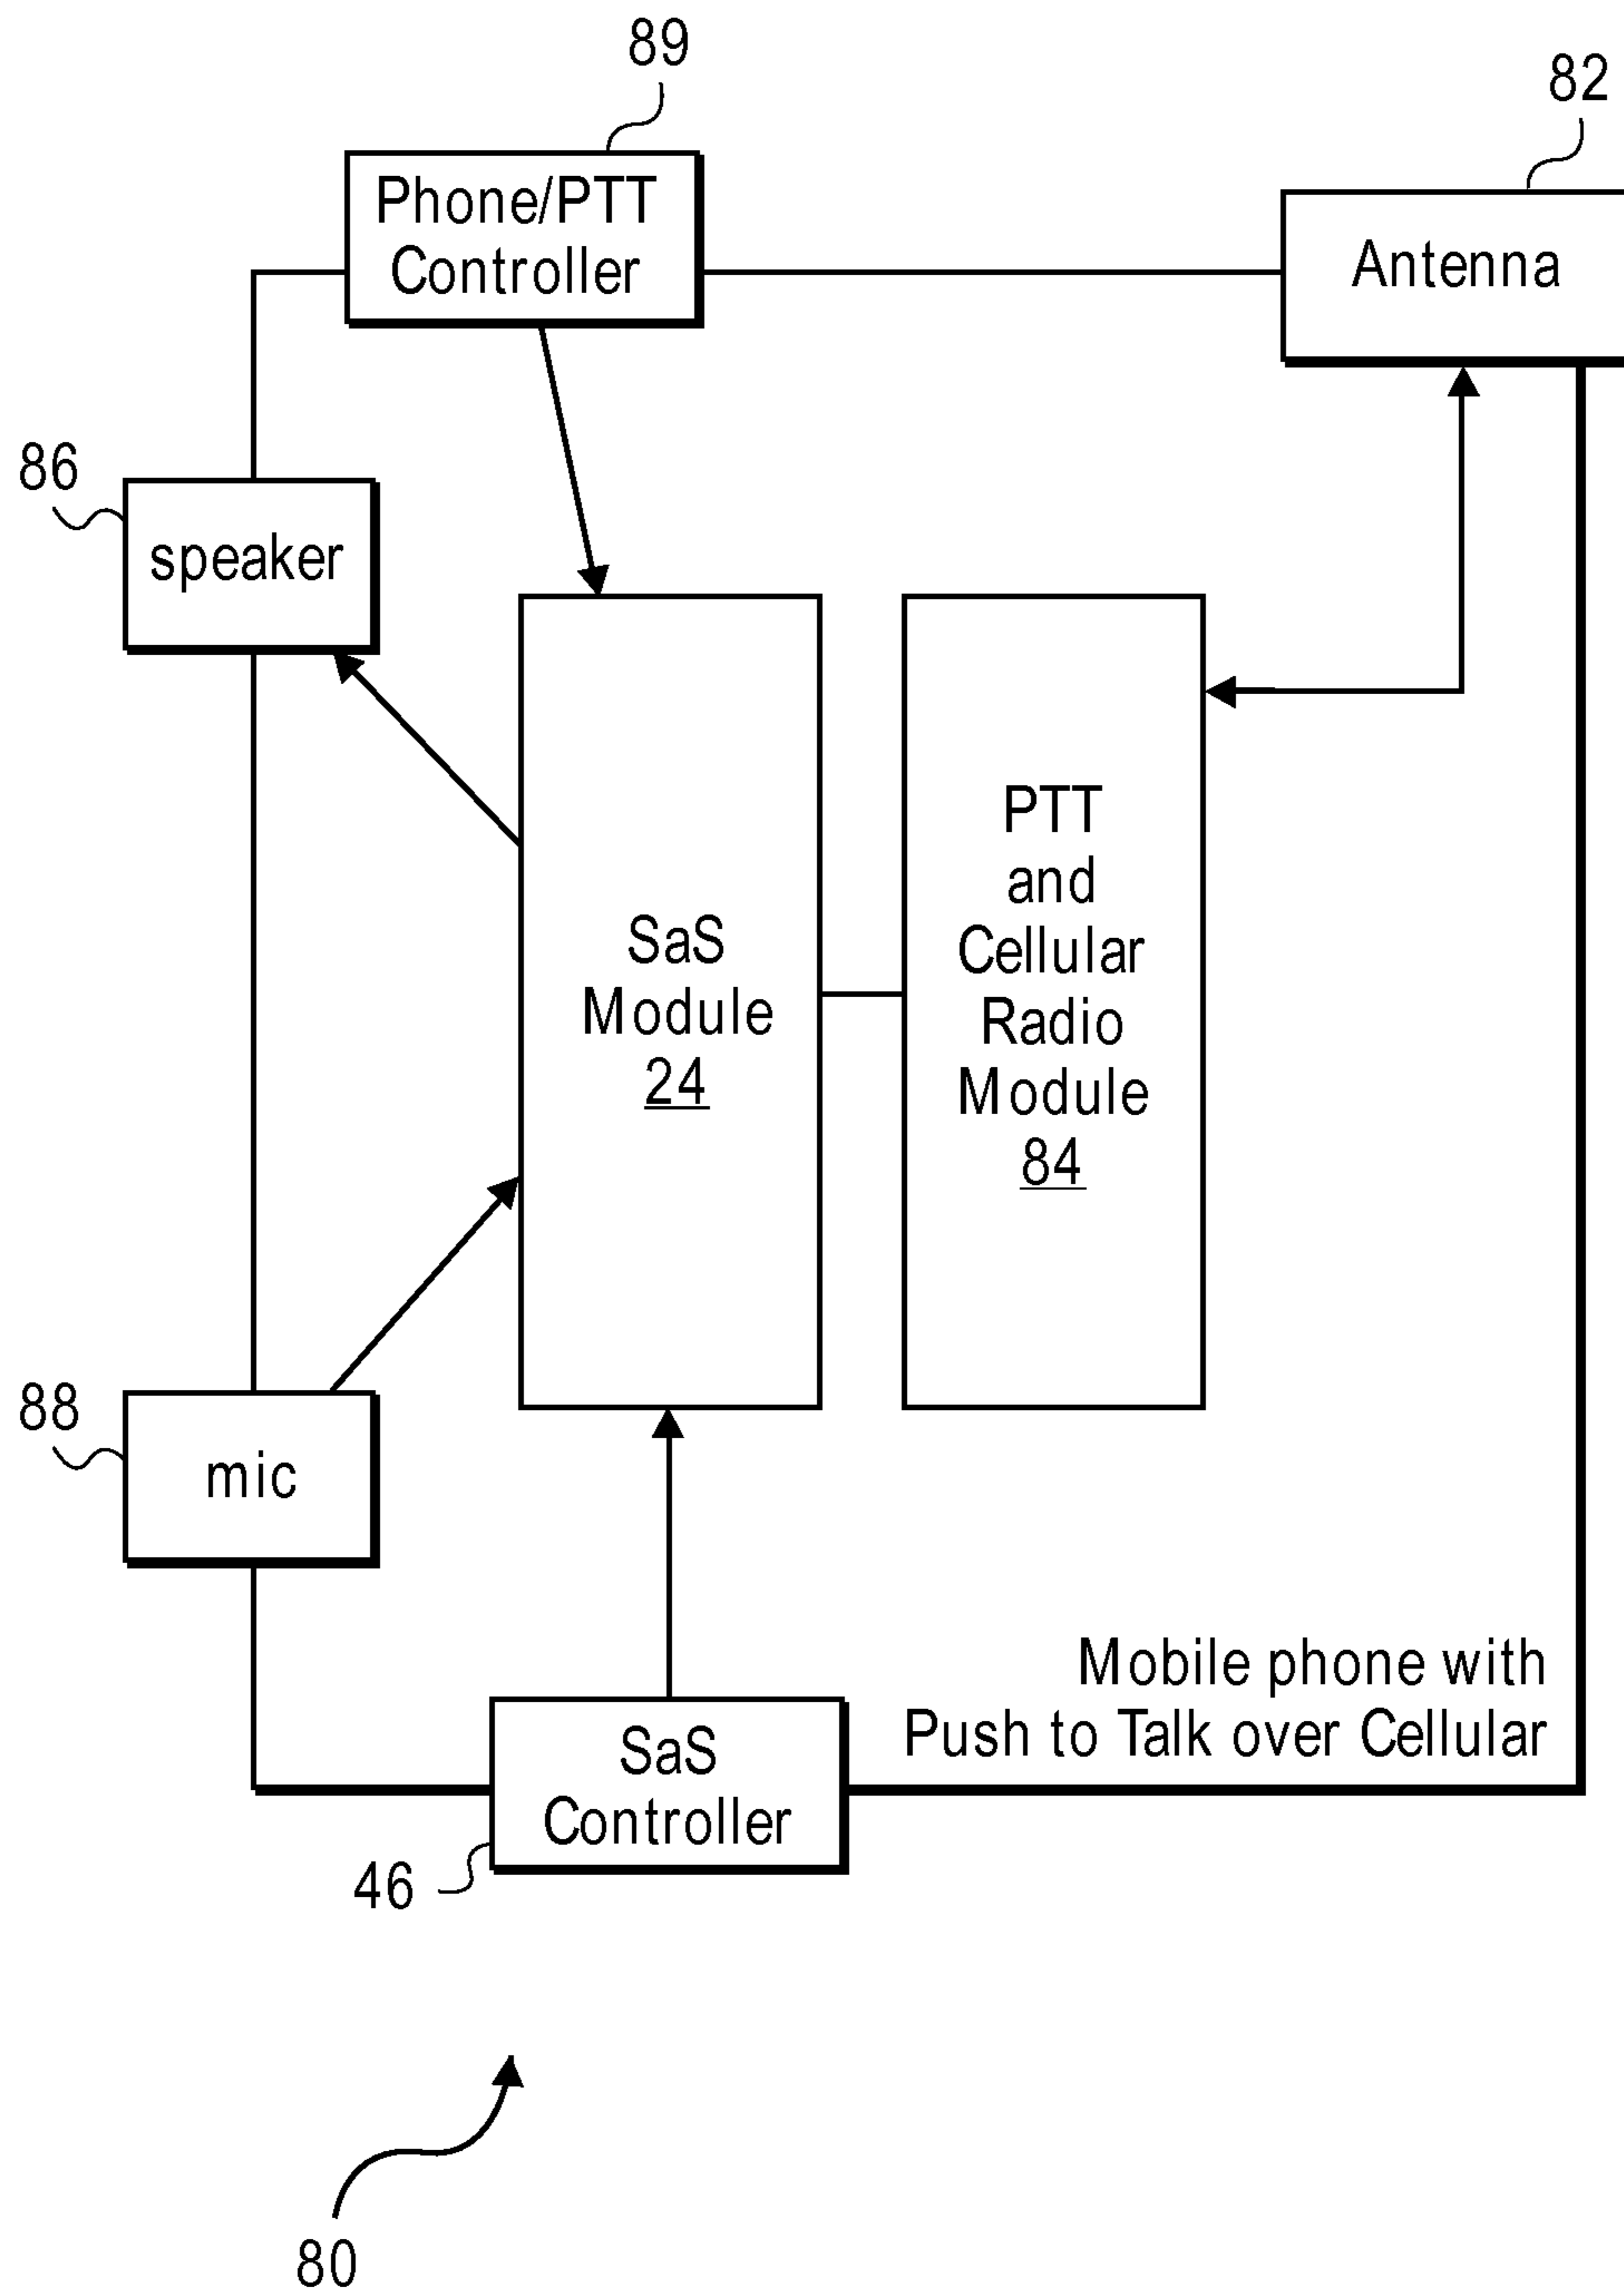 89
82
Phone/PTT
Controller
Antenna
86
speaker
PTT
and
Cellular
Radio
Module
84
SaS
Module
24
88
mic
Mobile phone with
Push to Talk over Cellular
SaS
Controller
46
80